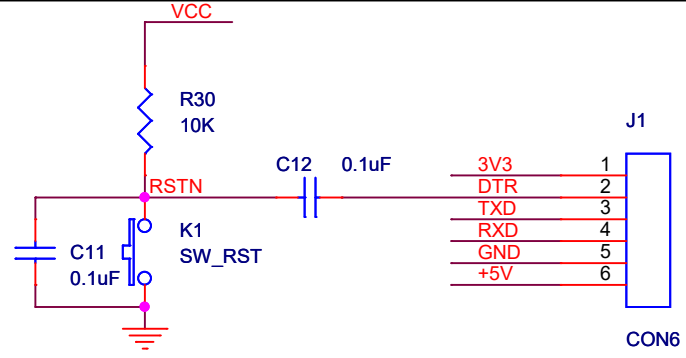 VCC
R30
10K
J1
C12 0.1uF
3V3 1
RSTN
DTR 2
TXD 3
K1
RXD 4
SW_RST
C11
GND 5
0.1uF
+5V 6
CON6